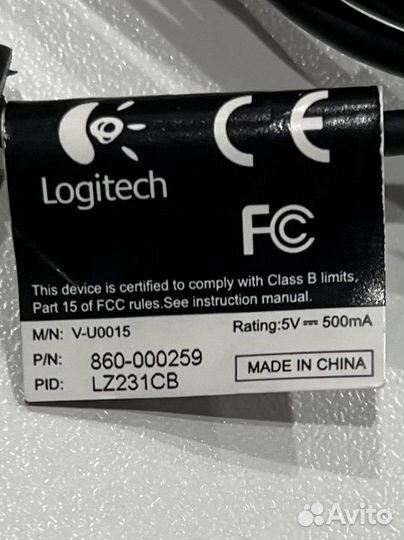 CE
Logitech
FC
This device is certified to comply with Class B limits,
Part 15 of FCC rules.See instruction manual.
M/N: V-U0015
Rating:5V ⎓ 500mA
P/N: 860-000259
MADE IN CHINA
PID: LZ231CB
Avito